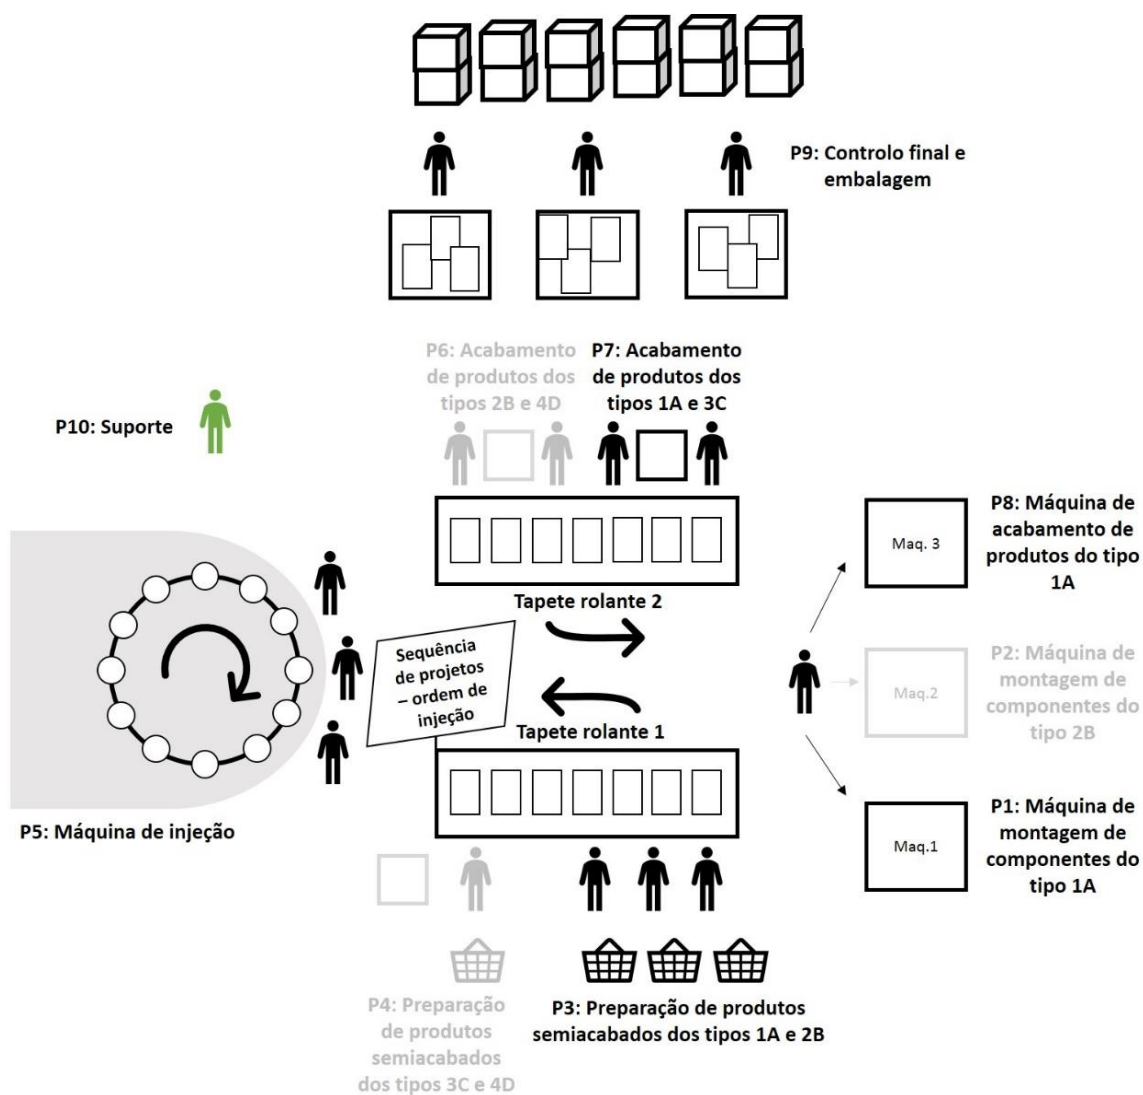 P9: Controlo final e
embalagem
P6: Acabamento
de produtos dos
tipos 2B e 4D
P7: Acabamento
de produtos dos
tipos 1A e 3C
P10: Suporte
Maq. 3
P8: Máquina de
acabamento de
produtos do tipo
1A
Tapete rolante 2
Sequência
de projetos
– ordem de
injeção
Maq.2
P2: Máquina de
montagem de
componentes do
tipo 2B
Tapete rolante 1
P5: Máquina de injeção
Maq.1
P1: Máquina de
montagem de
componentes do
tipo 1A
P4: Preparação
de produtos
semiacabados
dos tipos 3C e 4D
P3: Preparação de produtos
semiacabados dos tipos 1A e 2B